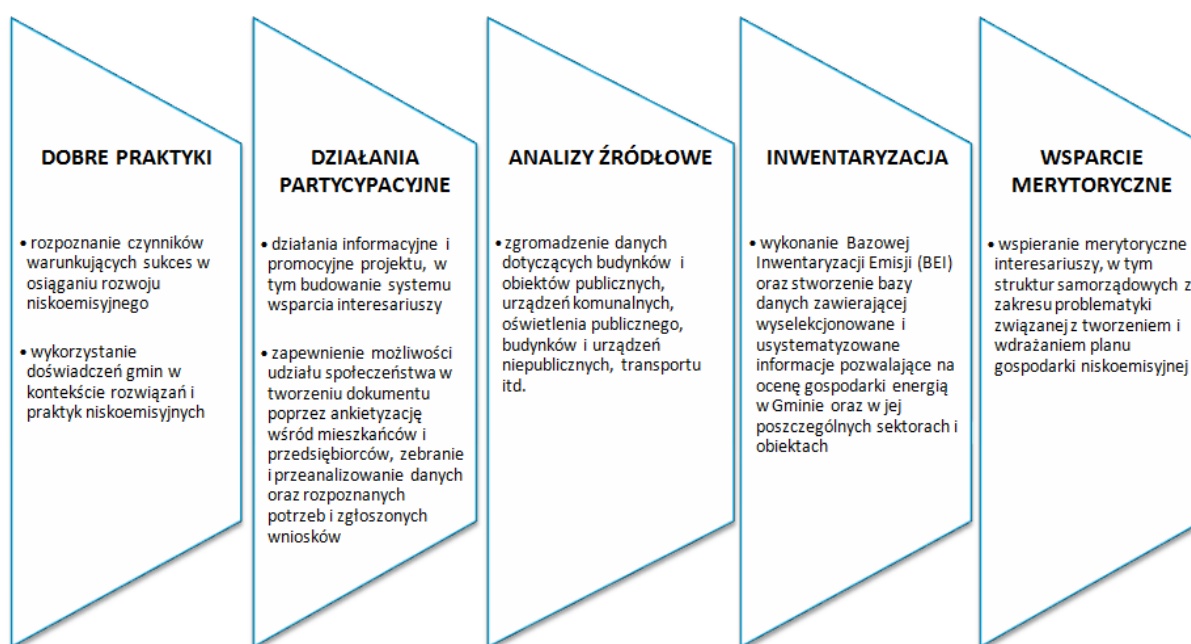 DOBRE PRAKTYKI
• rozpoznanie czynników
warunkujących sukces w
osiąganiu rozwoju
niskoemisyjnego
• wykorzystanie
doświadczeń gmin w
kontekście rozwiązań i
praktyk niskoemisyjnych
DZIAŁANIA
PARTYCYPACYJNE
• działania informacyjne i
promocyjne projektu, w
tym budowanie systemu
wsparcia interesariuszy
• zapewnienie możliwości
udziału społeczeństwa w
tworzeniu dokumentu
poprzez ankietyzację
wśród mieszkańców i
przedsiębiorców, zebranie
i przeanalizowanie danych
oraz rozpoznanych
potrzeb i zgłoszonych
wniosków
ANALIZY ŹRÓDŁOWE
• zgromadzenie danych
dotyczących budynków i
obiektów publicznych,
urządzeń komunalnych,
oświetlenia publicznego,
budynków i urządzeń
niepublicznych, transportu
itd.
INWENTARYZACJA
• wykonanie Bazowej
Inwentaryzacji Emisji (BEI)
oraz stworzenie bazy
danych zawierającej
wyselekcjonowane i
usystematyzowane
informacje pozwalające na
ocenę gospodarki energią
w Gminie oraz w jej
poszczególnych sektorach i
obiektach
WSPARCIE
MERYTORYCZNE
• wspieranie merytoryczne
interesariuszy, w tym
struktur samorządowych z
zakresu problematyki
związanej z tworzeniem i
wdrażaniem planu
gospodarki niskoemisyjnej